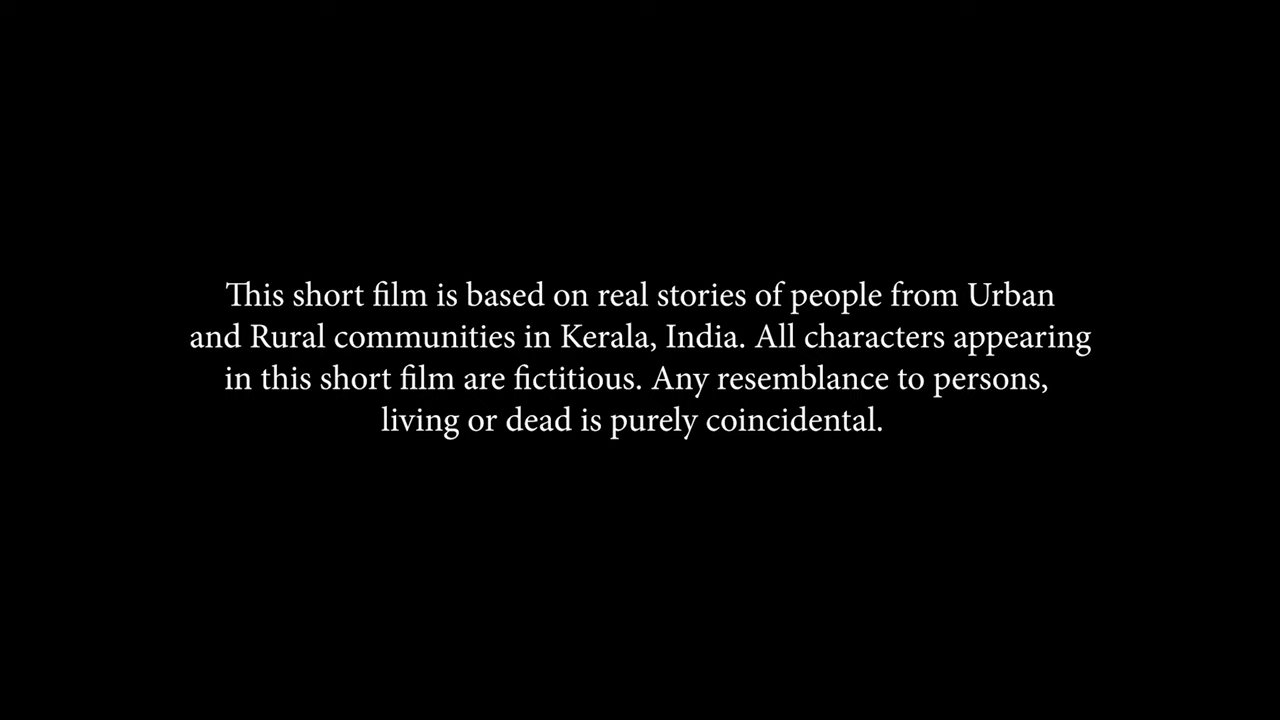 This short film is based on real stories of people from Urban
and Rural communities in Kerala, India. All characters appearing
in this short film are fictitious. Any resemblance to persons,
living or dead is purely coincidental.